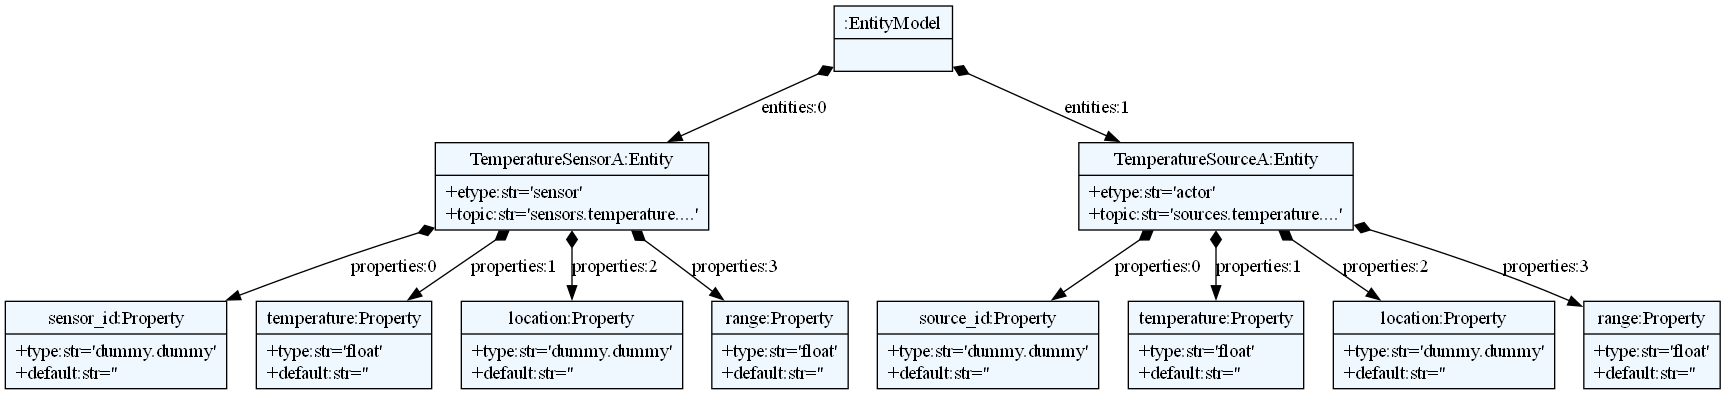 :EntityModel
entities:0
entities:1
TemperatureSensorA:Entity
+etype:str='sensor'
+topic:str='sensors.temperature....'
TemperatureSourceA:Entity
+etype:str='actor'
+topic:str='sources.temperature....'
properties:0
properties:1
properties:2
properties:3
properties:0
properties:1
properties:2
properties:3
sensor_id:Property
+type:str='dummy.dummy'
+default:str=''
temperature:Property
+type:str='float'
+default:str=''
location:Property
+type:str='dummy.dummy'
+default:str=''
range:Property
+type:str='float'
+default:str=''
source_id:Property
+type:str='dummy.dummy'
+default:str=''
temperature:Property
+type:str='float'
+default:str=''
location:Property
+type:str='dummy.dummy'
+default:str=''
range:Property
+type:str='float'
+default:str=''